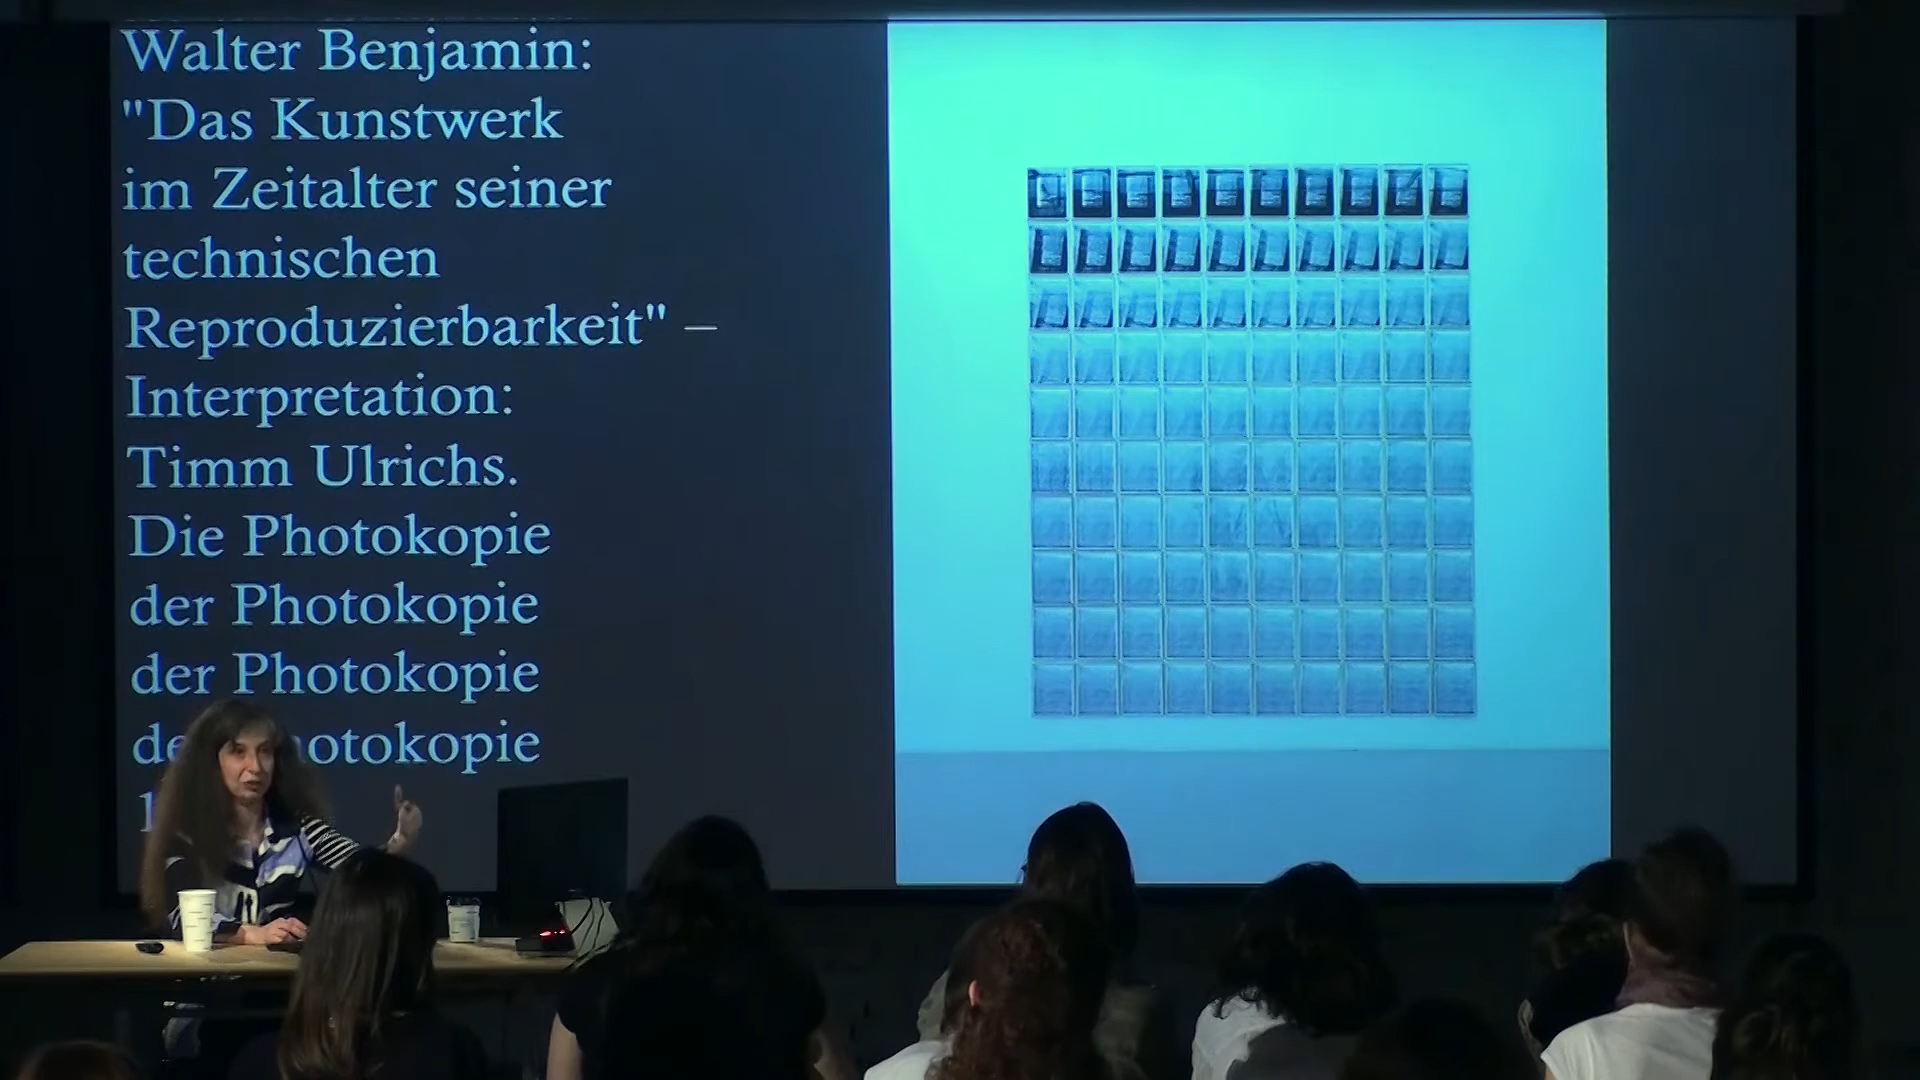 Walter Benjamin:
"Das Kunstwerk
im Zeitalter seiner
technischen
Reproduzierbarkeit" –
Interpretation:
Timm Ulrichs.
Die Photokopie
der Photokopie
der Photokopie